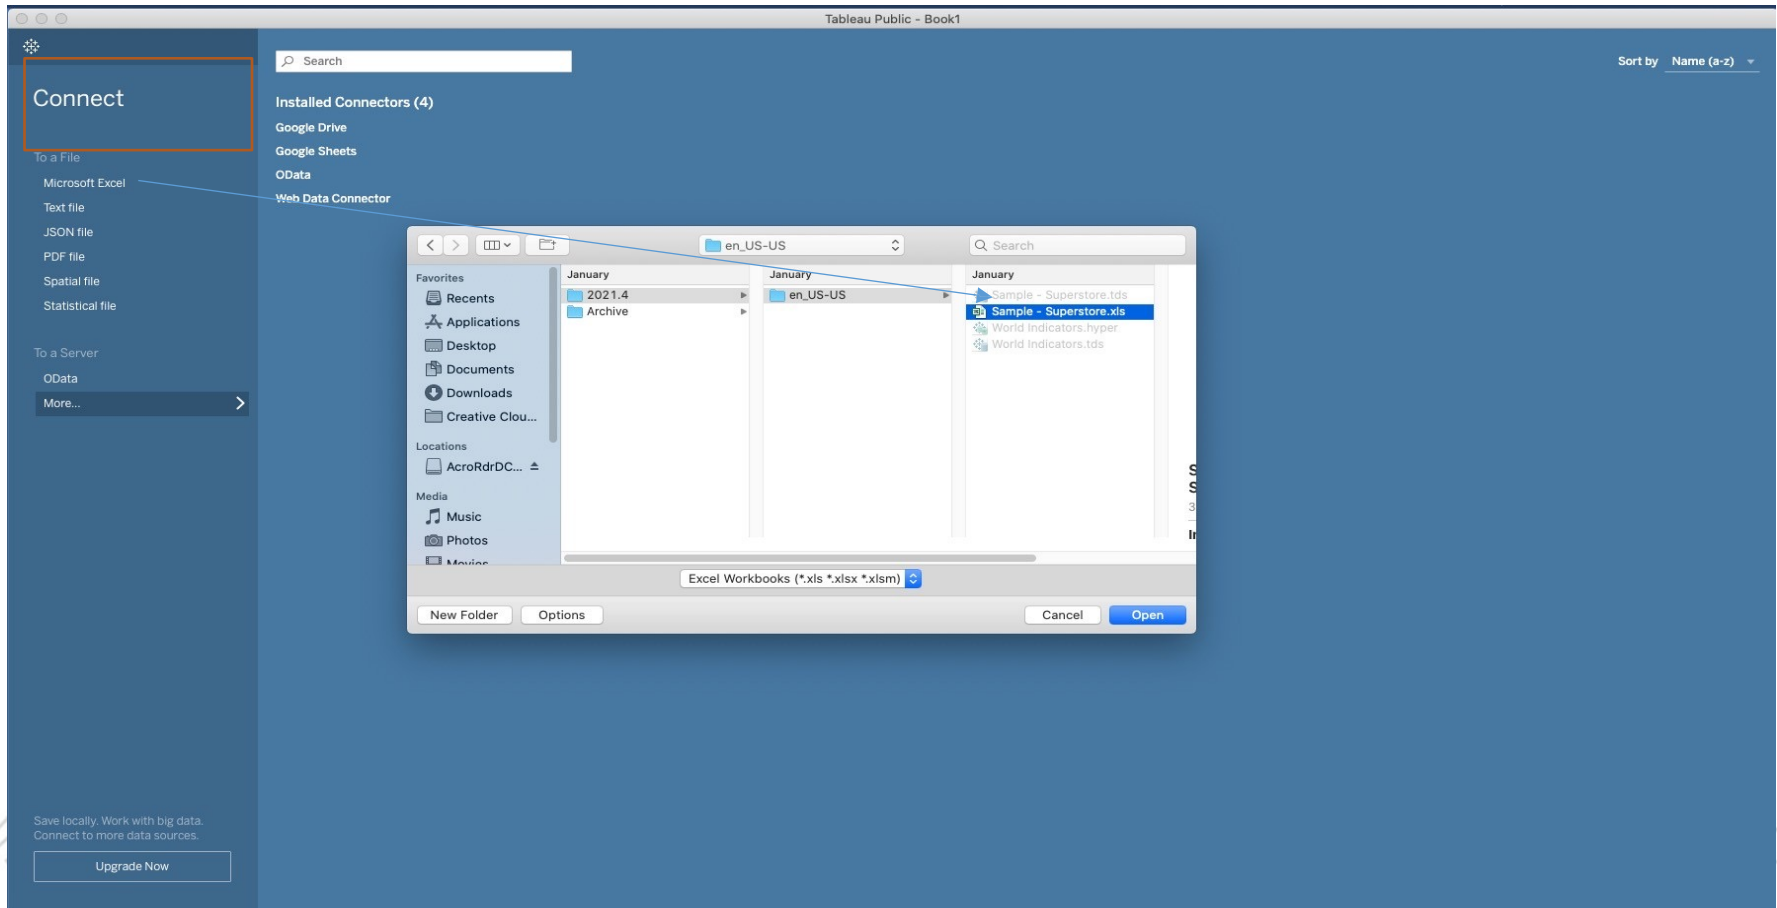 Tableau Public - Book1
Connect
To a File
Microsoft Excel
Text file
JSON file
PDF file
Spatial file
Statistical file
To a Server
OData
More...
Save locally. Work with big data.
Connect to more data sources.
Upgrade Now
Search
Sort by Name (a-z)
Installed Connectors (4)
Google Drive
Google Sheets
OData
Web Data Connector
en_US-US
Search
Favorites
Recents
Applications
Desktop
Documents
Downloads
Creative Clou...
Locations
AcroRdrDC...
Media
Music
Photos
Movies
January
2021.4
Archive
January
en_US-US
January
Sample - Superstore.tds
Sample - Superstore.xls
World Indicators.hyper
World Indicators.tds
Excel Workbooks (*.xls *.xlsx *.xlsm)
New Folder
Options
Cancel
Open